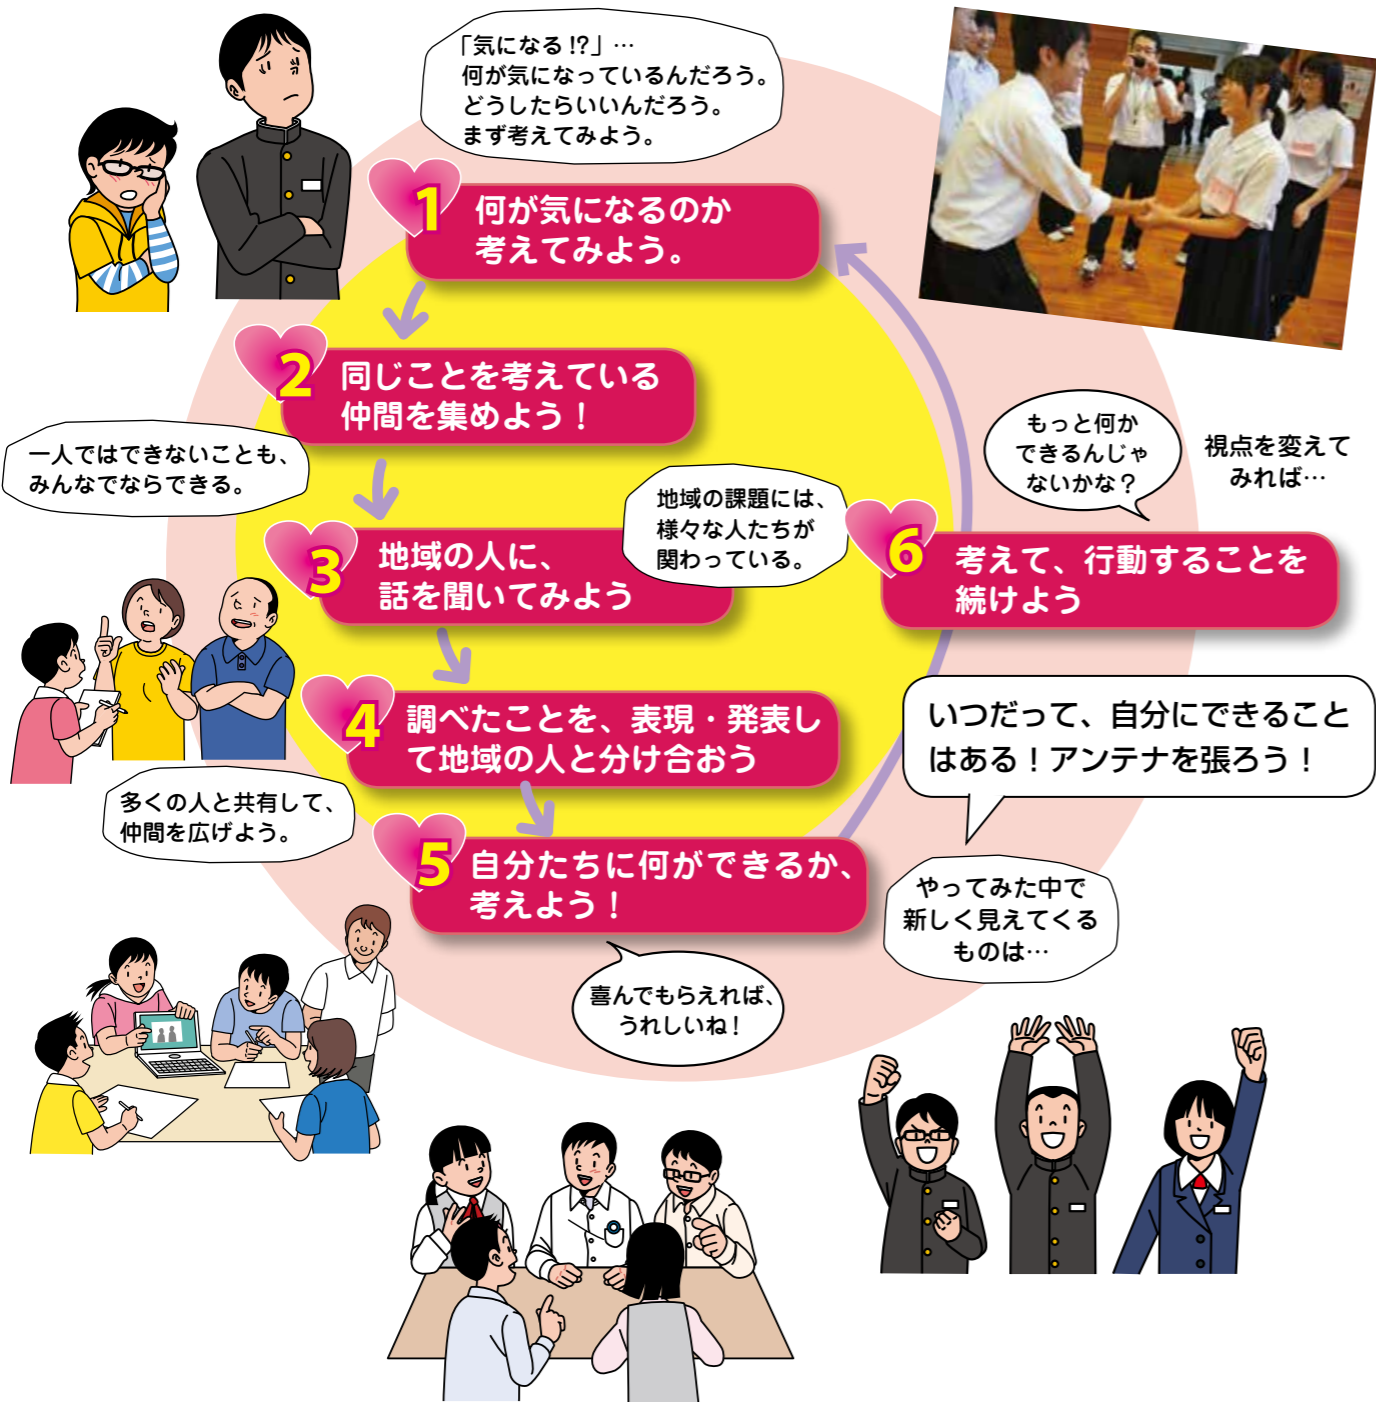 「気になる!?」…
何が気になっているんだろう。
どうしたらいいんだろう。
まず考えてみよう。
1
何が気になるのか
考えてみよう。
2
同じことを考えている
仲間を集めよう！
一人ではできないことも、
みんなでならできる。
3
地域の人に、
話を聞いてみよう
地域の課題には、
様々な人たちが
関わっている。
4
調べたことを、表現・発表し
て地域の人と分け合おう
多くの人と共有して、
仲間を広げよう。
5
自分たちに何ができるか、
考えよう！
喜んでもらえれば、
うれしいね！
6
考えて、行動することを
続けよう
もっと何か
できるんじゃ
ないかな？
視点を変えて
みれば…
いつだって、自分にできること
はある！アンテナを張ろう！
やってみた中で
新しく見えてくる
ものは…